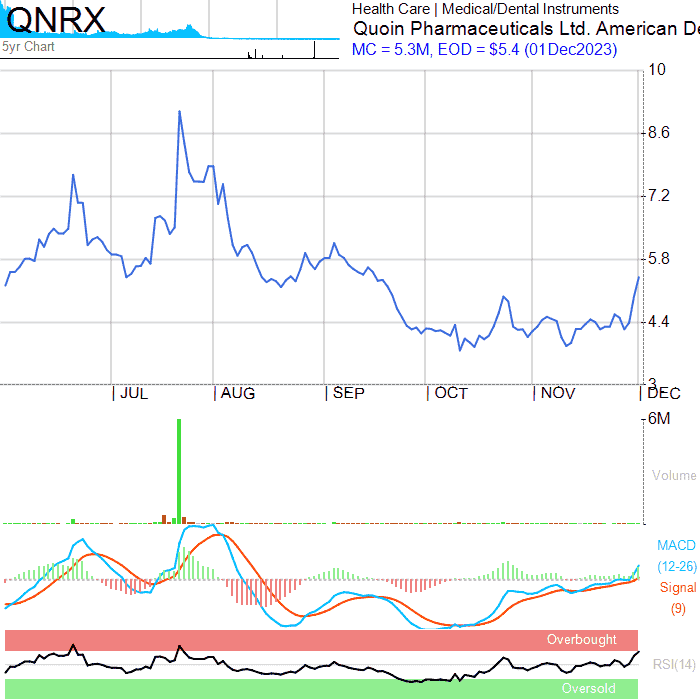 QNRX
5yr Chart
Health Care | Medical/Dental Instruments
Quoin Pharmaceuticals Ltd. American De
MC = 5.3M, EOD = $5.4 (01Dec2023)
10
8.6
7.2
5.8
4.4
3
| JUL | AUG | SEP | OCT | NOV | DEC
6M
Volume
MACD
(12-26)
Signal
(9)
Overbought
RSI(14)
Oversold